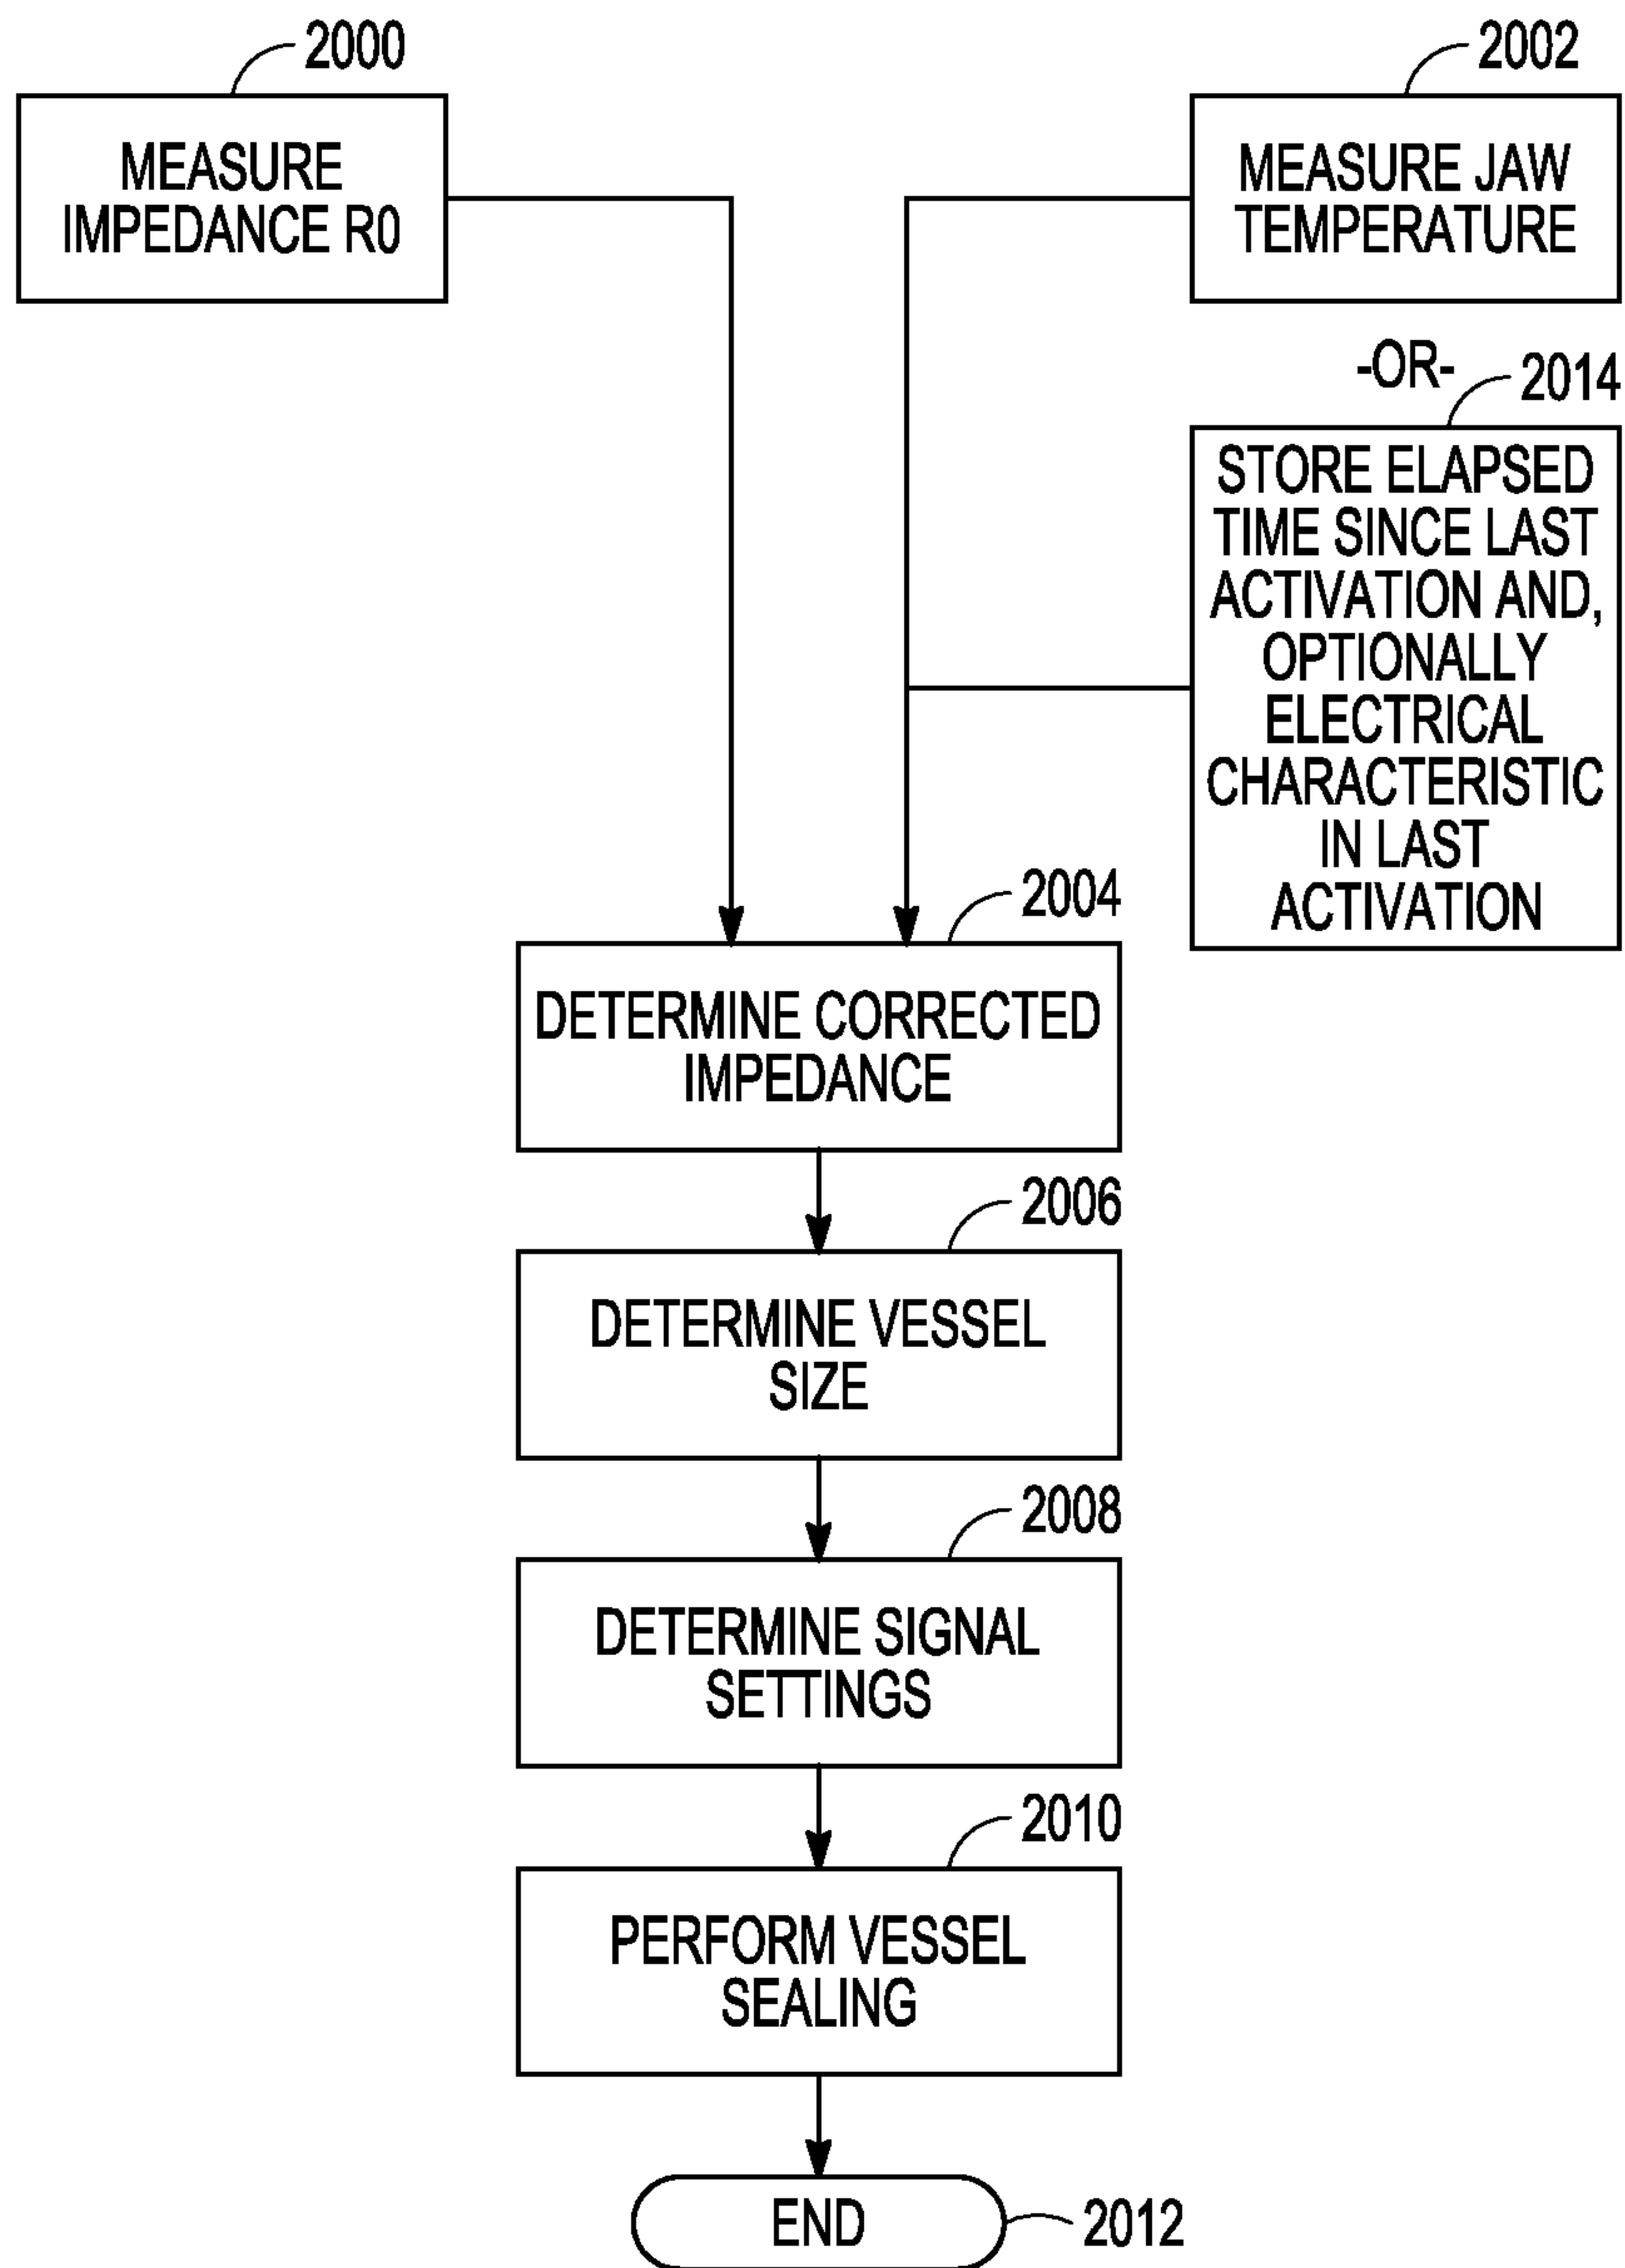 2000
MEASURE
IMPEDANCE R0
2002
MEASURE JAW
TEMPERATURE
-OR-
2014
STORE ELAPSED
TIME SINCE LAST
ACTIVATION AND,
OPTIONALLY
ELECTRICAL
CHARACTERISTIC
IN LAST
ACTIVATION
2004
DETERMINE CORRECTED
IMPEDANCE
2006
DETERMINE VESSEL
SIZE
2008
DETERMINE SIGNAL
SETTINGS
2010
PERFORM VESSEL
SEALING
END
2012